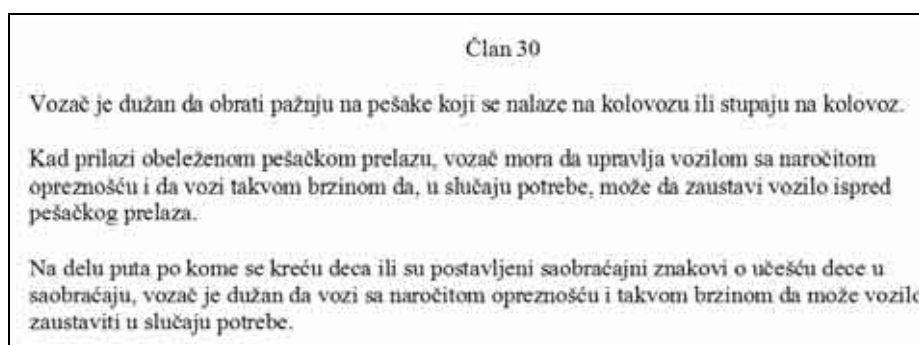 Član 30
Vozač je dužan da obrati pažnju na pešake koji se nalaze na kolovozu ili stupaju na kolovoz.
Kad prilazi obeleženom pešačkom prelazu, vozač mora da upravlja vozilom sa naročitom
opreznošću i da vozi takvom brzinom da, u slučaju potrebe, može da zaustavi vozilo ispred
pešačkog prelaza.
Na delu puta po kome se kreću deca ili su postavljeni saobraćajni znakovi o učešću dece u
saobraćaju, vozač je dužan da vozi sa naročitom opreznošću i takvom brzinom da može vozilo
zaustaviti u slučaju potrebe.